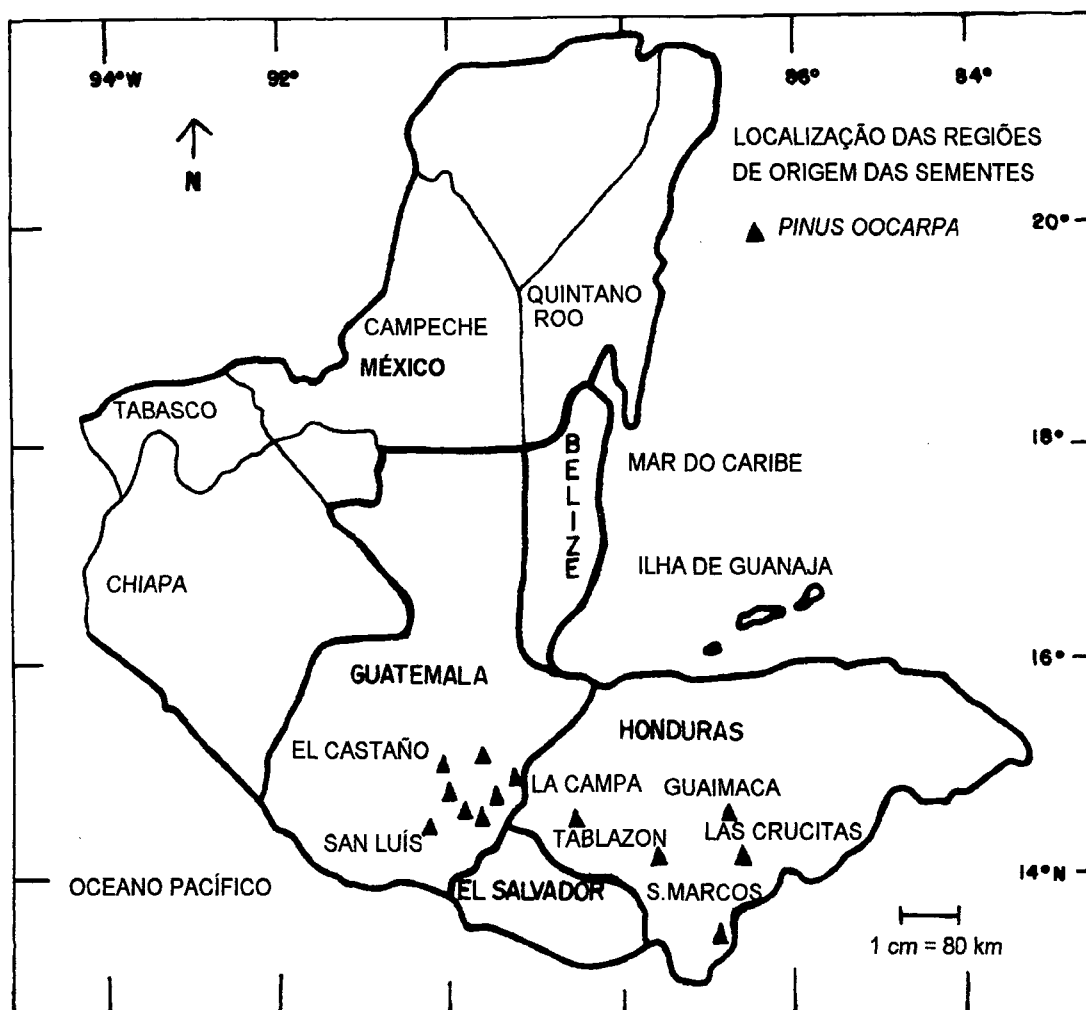 94°W
92°
86°
84°
N
LOCALIZAÇÃO DAS REGIÕES
DE ORIGEM DAS SEMENTES
▲ PINUS OOCARPA
20°
QUINTANO
ROO
CAMPECHE
MÉXICO
TABASCO
18°
BELIZE
MAR DO CARIBE
CHIAPA
ILHA DE GUANAJA
16°
GUATEMALA
HONDURAS
EL CASTAÑO
LA CAMPA
GUAIMACA
SAN LUÍS
TABLAZON
LAS CRUCITAS
OCEANO PACÍFICO
EL SALVADOR
S.MARCOS
14°N
1 cm = 80 km